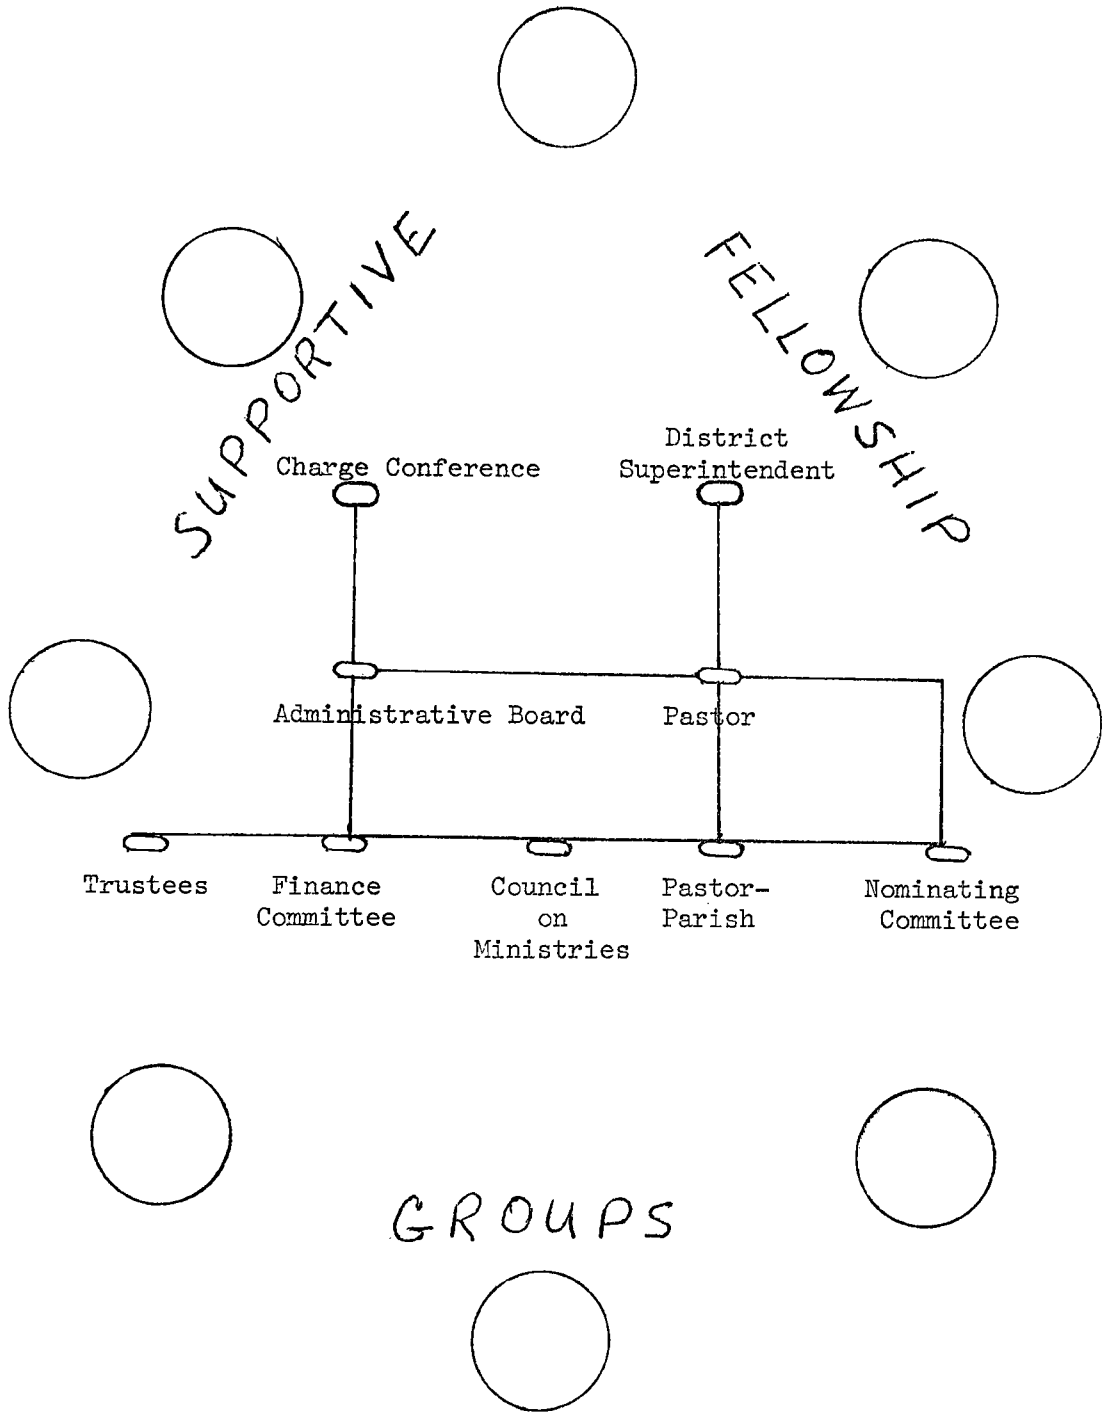 SUPPORTIVE
FELLOWSHIP
Charge Conference
District
Superintendent
Administrative Board
Pastor
Trustees
Finance
Committee
Council
on
Ministries
Pastor-
Parish
Nominating
Committee
GROUPS